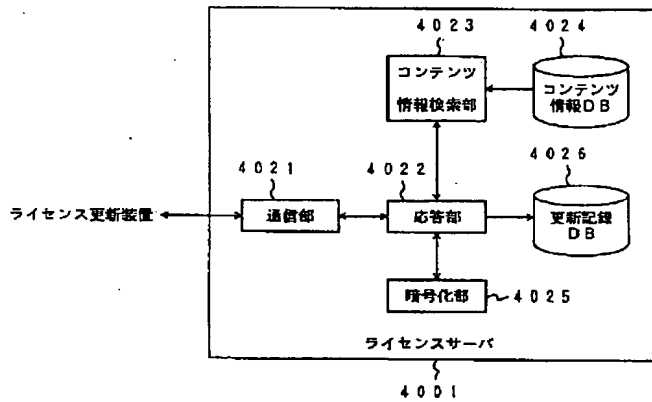 4023
4024
コンテンツ
情報検索部
コンテンツ
情報DB
4021
4022
4026
ライセンス更新装置
通信部
応答部
更新記録
DB
暗号化部
4025
ライセンスサーバ
4001